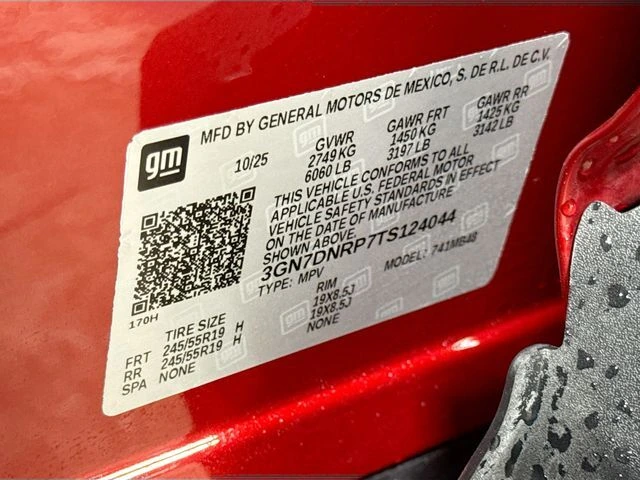 gm
MFD BY GENERAL MOTORS DE MEXICO, S. DE R.L. DE C.V.
10/25 GVWR GAWR FRT GAWR RR
2749 KG 1450 KG 1425 KG
6060 LB 3197 LB 3142 LB
THIS VEHICLE CONFORMS TO ALL
APPLICABLE U.S. FEDERAL MOTOR
VEHICLE SAFETY STANDARDS IN EFFECT
ON THE DATE OF MANUFACTURE
SHOWN ABOVE.
3GN7DNRP7TS124044
TYPE: MPV MODEL: 741MB48
170H
TIRE SIZE RIM
FRT 245/55R19 H 19X8.5J
RR 245/55R19 H 19X8.5J
SPA NONE NONE